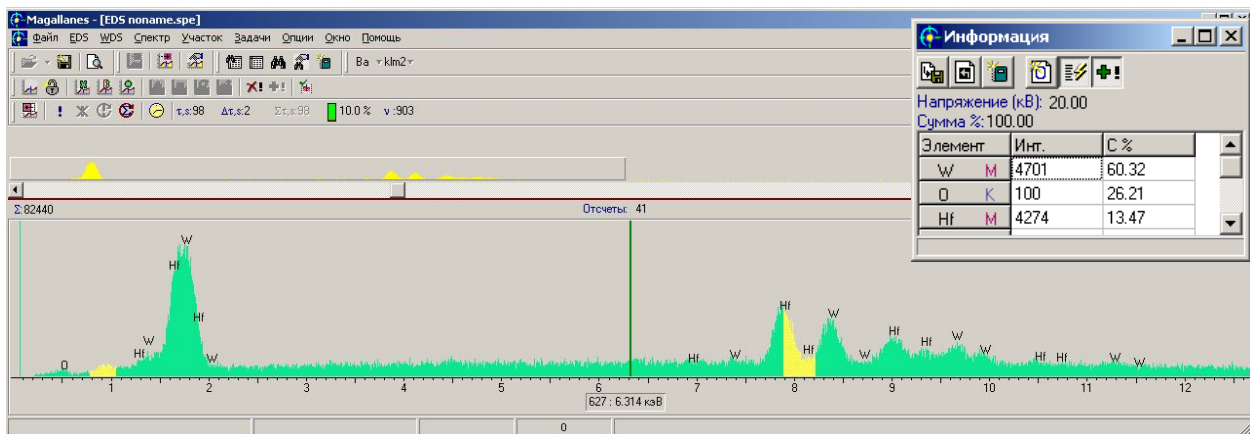 Magallanes - [EDS noname.spe]
Файл EDS WDS Спектр Участок Задачи Опции Окно Помощь
Ba klm2
τ,s:98 Δτ,s:2 Στ,s:98 10.0 % ν :903
Σ:82440 Отсчеты: 41
Информация
Напряжение (кВ): 20.00
Сумма %: 100.00
Элемент Инт. C %
W M 4701 60.32
O K 100 26.21
Hf M 4274 13.47
W
Hf
Hf
W
Hf
W
O
Hf
W
Hf
W
Hf
W
Hf
Hf
W
W
Hf Hf
W
W
1 2 3 4 5 6 7 8 9 10 11 12
627 : 6.314 кэВ
0